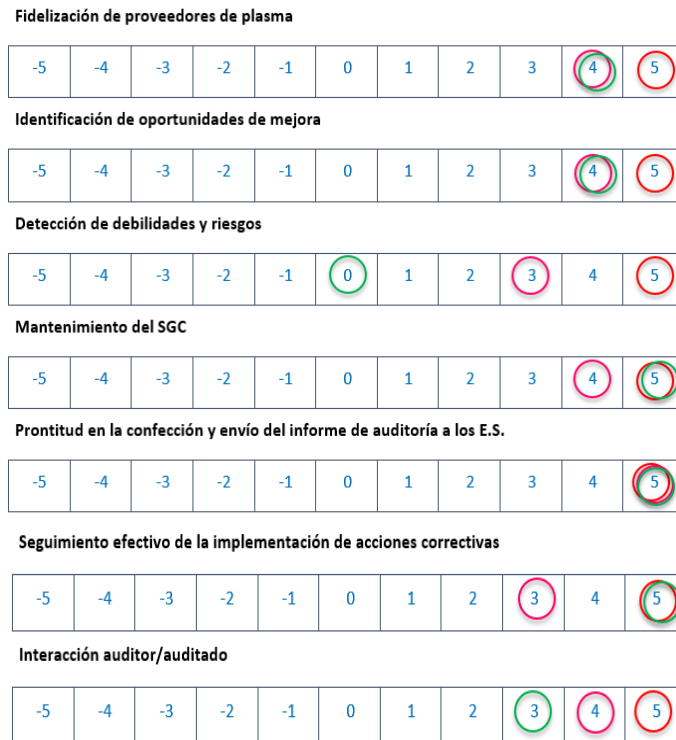 Fidelización de proveedores de plasma
-5 -4 -3 -2 -1 0 1 2 3 4 5
Identificación de oportunidades de mejora
-5 -4 -3 -2 -1 0 1 2 3 4 5
Detección de debilidades y riesgos
-5 -4 -3 -2 -1 0 1 2 3 4 5
Mantenimiento del SGC
-5 -4 -3 -2 -1 0 1 2 3 4 5
Prontitud en la confección y envío del informe de auditoría a los E.S.
-5 -4 -3 -2 -1 0 1 2 3 4 5
Seguimiento efectivo de la implementación de acciones correctivas
-5 -4 -3 -2 -1 0 1 2 3 4 5
Interacción auditor/auditado
-5 -4 -3 -2 -1 0 1 2 3 4 5